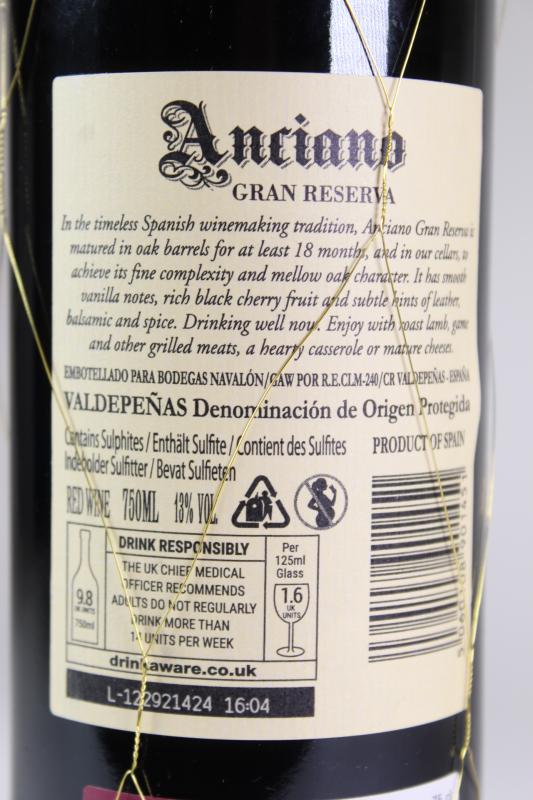 Anciano
GRAN RESERVA
In the timeless Spanish winemaking tradition, Anciano Gran Reserva is
matured in oak barrels for at least 18 months, and in our cellars, to
achieve its fine complexity and mellow oak character. It has smooth
vanilla notes, rich black cherry fruit and subtle hints of leather,
balsamic and spice. Drinking well now. Enjoy with roast lamb, game
and other grilled meats, a hearty casserole or mature cheeses.
EMBOTELLADO PARA BODEGAS NAVALÓN/GAW POR R.E.CLM-240/CR VALDEPEÑAS - ESPAÑA
VALDEPEÑAS Denominación de Origen Protegida
Contains Sulphites / Enthält Sulfite / Contient des Sulfites
Indeholder Sulfitter / Bevat Sulfieten
PRODUCT OF SPAIN
RED WINE 750ML 13% VOL
DRINK RESPONSIBLY
THE UK CHIEF MEDICAL
OFFICER RECOMMENDS
ADULTS DO NOT REGULARLY
DRINK MORE THAN
14 UNITS PER WEEK
9.8
UK UNITS
750ml
Per
125ml
Glass
1.6
UK
UNITS
drinkaware.co.uk
L-122921424 16:04